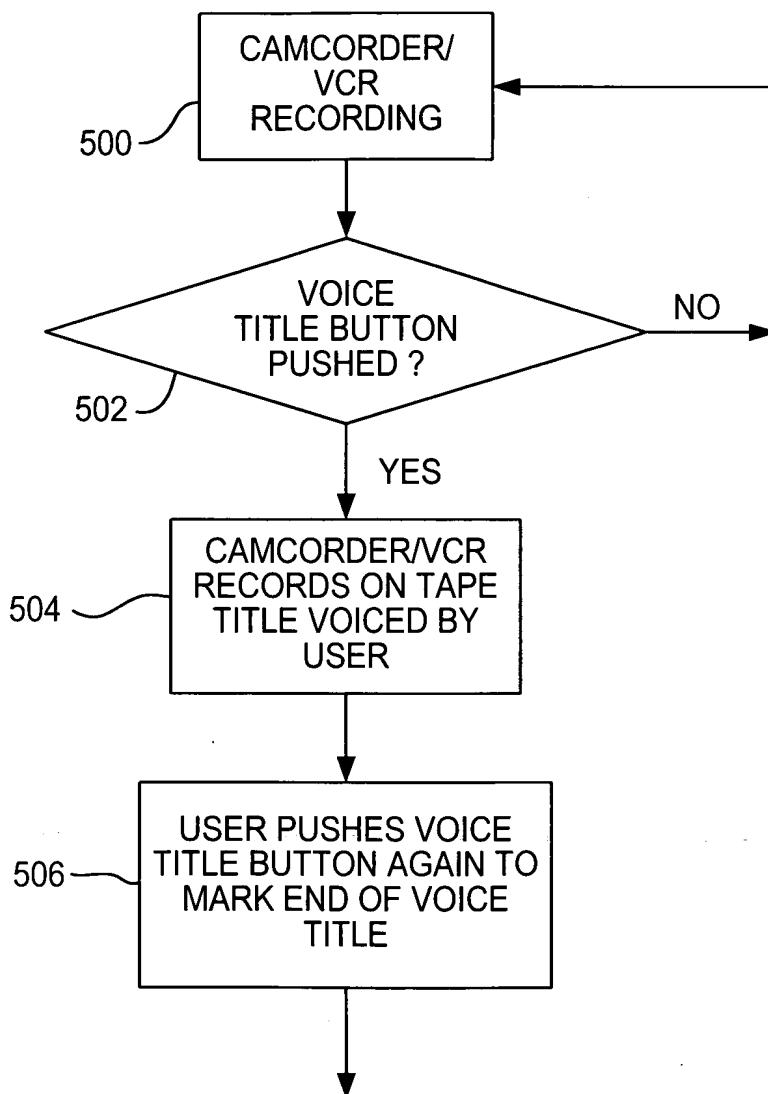 CAMCORDER/
VCR
RECORDING
500
VOICE
TITLE BUTTON
PUSHED ?
NO
502
YES
CAMCORDER/VCR
RECORDS ON TAPE
TITLE VOICED BY
USER
504
USER PUSHES VOICE
TITLE BUTTON AGAIN TO
MARK END OF VOICE
TITLE
506